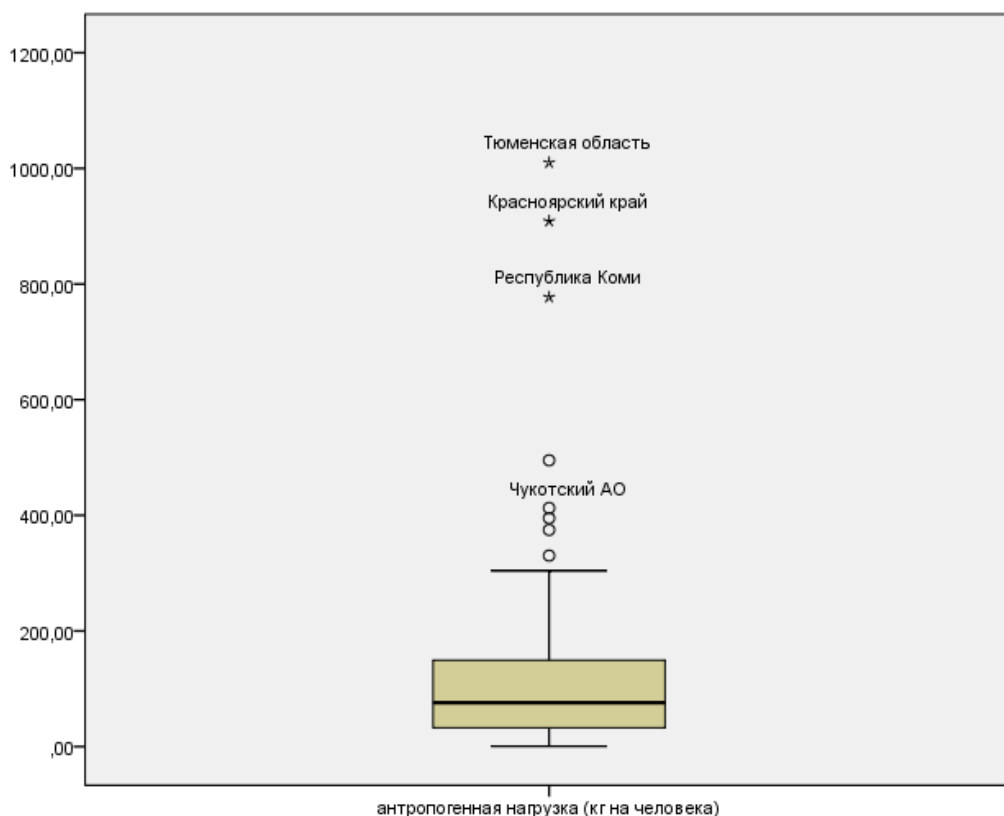 1200,00
Тюменская область
1000,00
Красноярский край
Республика Коми
800,00
600,00
Чукотский АО
400,00
200,00
,00
антропогенная нагрузка (кг на человека)